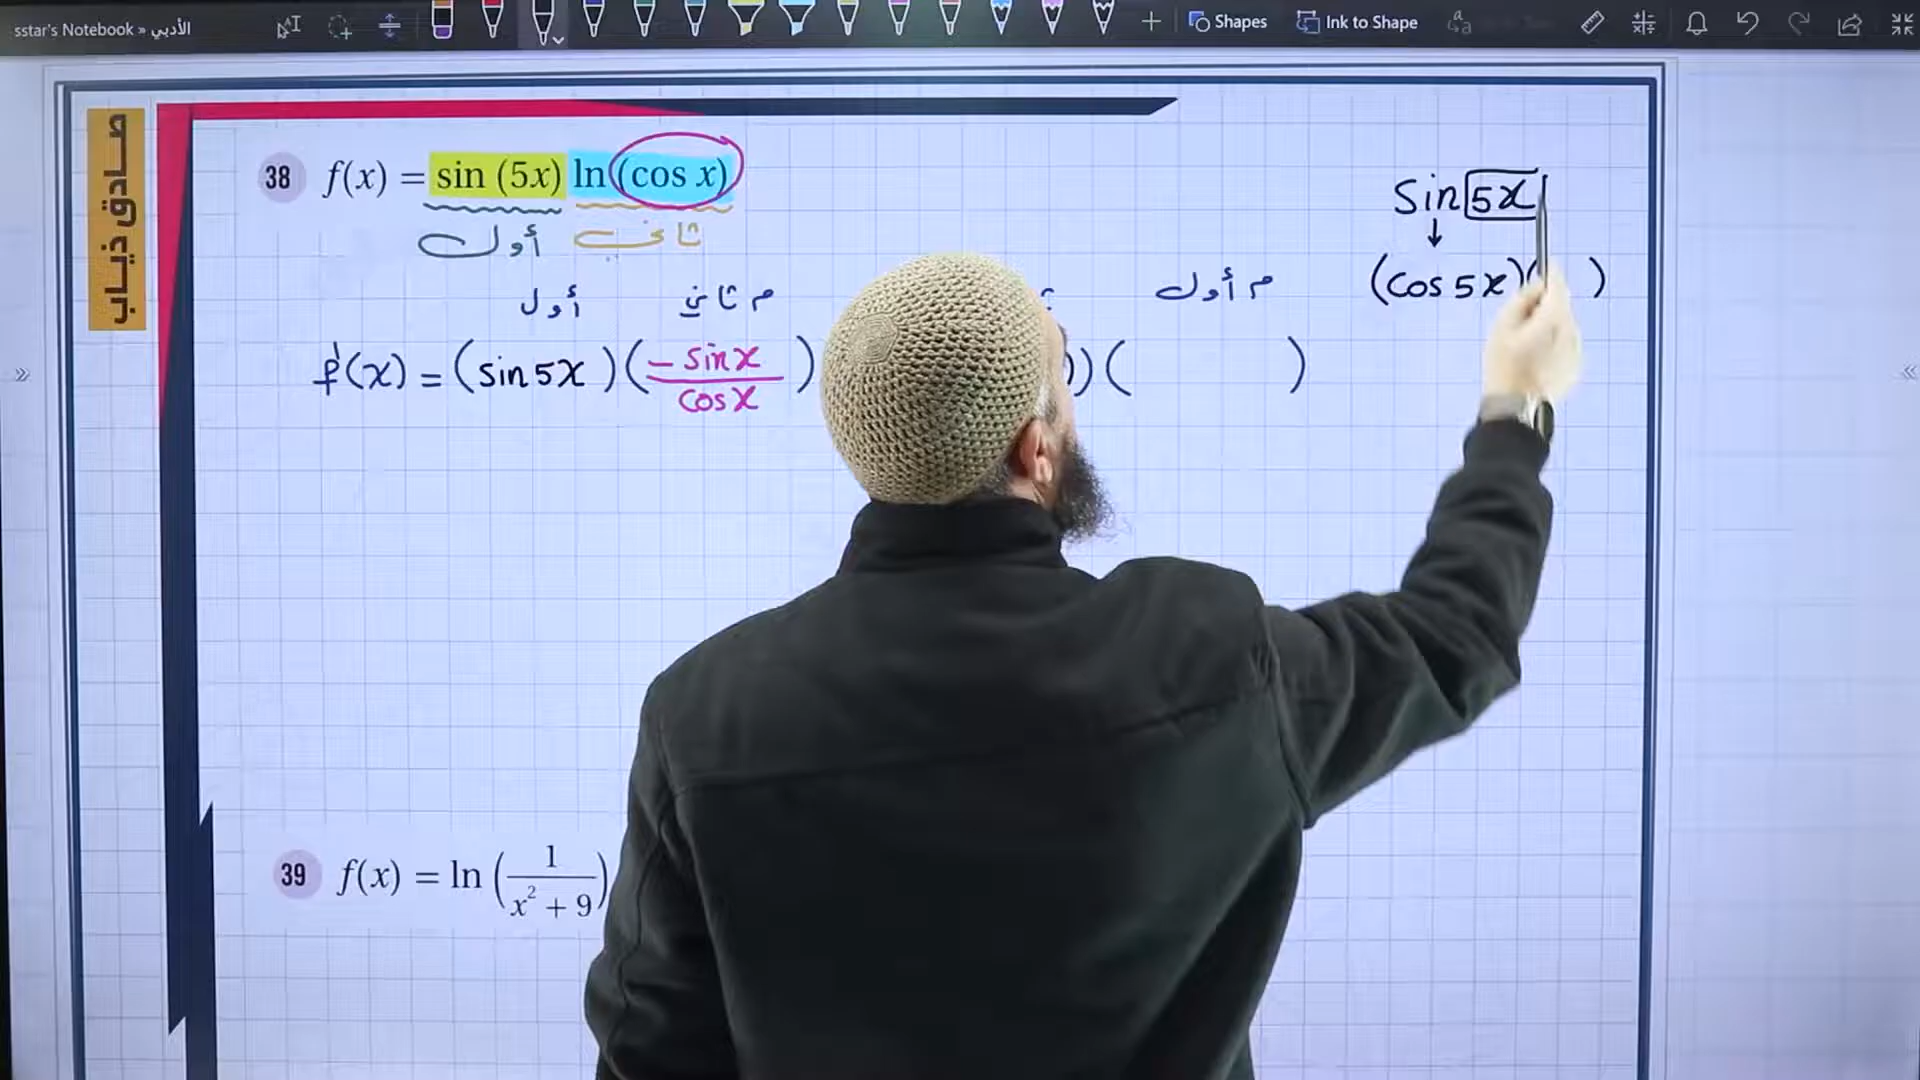 sstar's Notebook » الأدبي
Shapes
Ink to Shape
صادق ذياب
38 f(x) = sin (5x) ln (cos x)
أول ثاني
أول م ثاني م أول
f'(x) = (sin 5x) (-sin x / cos x) )) ( )
Sin 5x
↓
(cos 5x) ( )
39 f(x) = ln (1 / x² + 9)